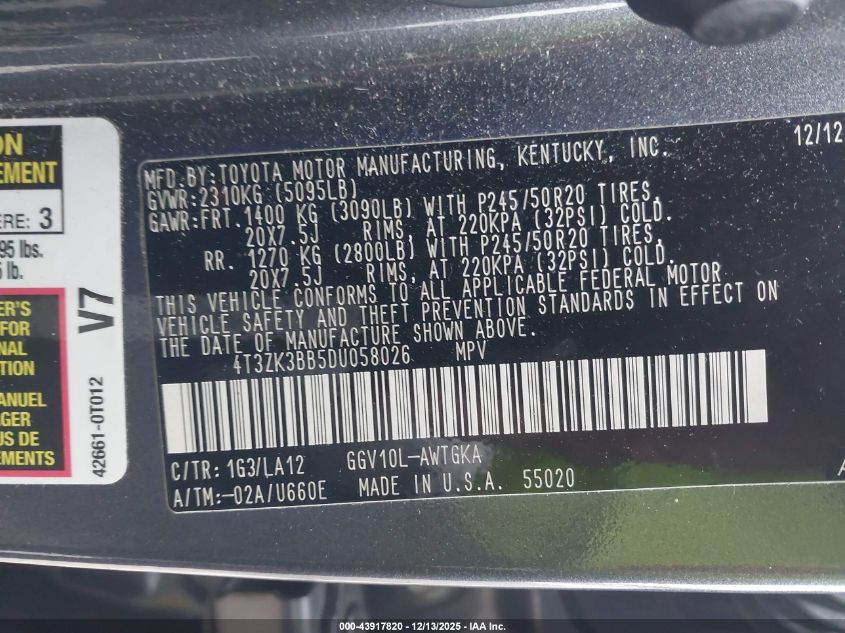 ON
EMENT
ERE: 3
95 lbs.
lb.
ER'S
FOR
NAL
CTION
ANUEL
GER
US DE
EMENTS
V7
42661-0T012
12/12
MFD.BY:TOYOTA MOTOR MANUFACTURING, KENTUCKY, INC.
GVWR:2310KG (5095LB)
GAWR:FRT.1400 KG (3090LB) WITH P245/50R20 TIRES,
20X7.5J RIMS, AT 220KPA (32PSI) COLD.
RR. 1270 KG (2800LB) WITH P245/50R20 TIRES,
20X7.5J RIMS, AT 220KPA (32PSI) COLD.
THIS VEHICLE CONFORMS TO ALL APPLICABLE FEDERAL MOTOR
VEHICLE SAFETY AND THEFT PREVENTION STANDARDS IN EFFECT ON
THE DATE OF MANUFACTURE SHOWN ABOVE.
4T3ZK3BB5DU058026 MPV
C/TR: 1G3/LA12 GGV10L-AWTGKA
A/TM:-02A/U660E MADE IN U.S.A. 55020
A
000-43917820 - 12/13/2025 - IAA Inc.